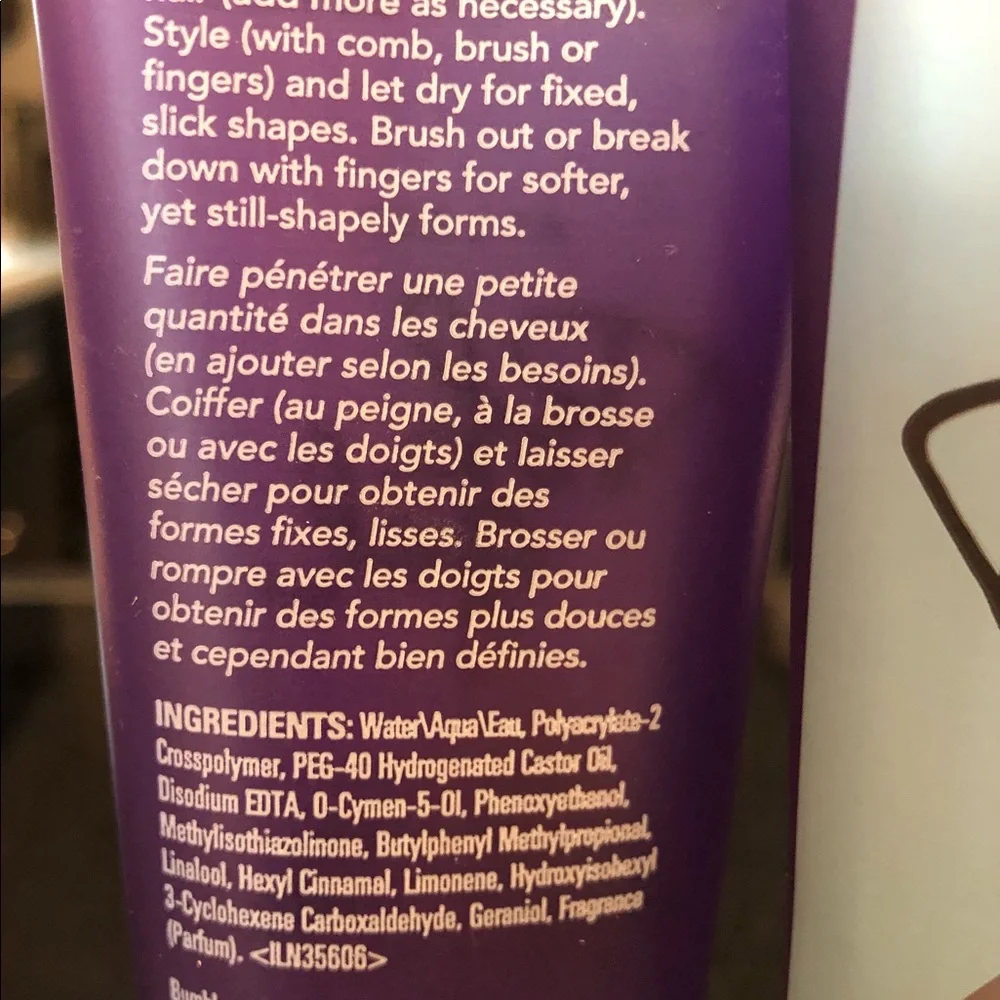 hair (add more as necessary).
Style (with comb, brush or
fingers) and let dry for fixed,
slick shapes. Brush out or break
down with fingers for softer,
yet still-shapely forms.
Faire pénétrer une petite
quantité dans les cheveux
(en ajouter selon les besoins).
Coiffer (au peigne, à la brosse
ou avec les doigts) et laisser
sécher pour obtenir des
formes fixes, lisses. Brosser ou
rompre avec les doigts pour
obtenir des formes plus douces
et cependant bien définies.
INGREDIENTS: Water\Aqua\Eau, Polyacrylate-2
Crosspolymer, PEG-40 Hydrogenated Castor Oil,
Disodium EDTA, O-Cymen-5-Ol, Phenoxyethanol,
Methylisothiazolinone, Butylphenyl Methylpropional,
Linalool, Hexyl Cinnamal, Limonene, Hydroxyisohexyl
3-Cyclohexene Carboxaldehyde, Geraniol, Fragrance
(Parfum). <ILN35606>